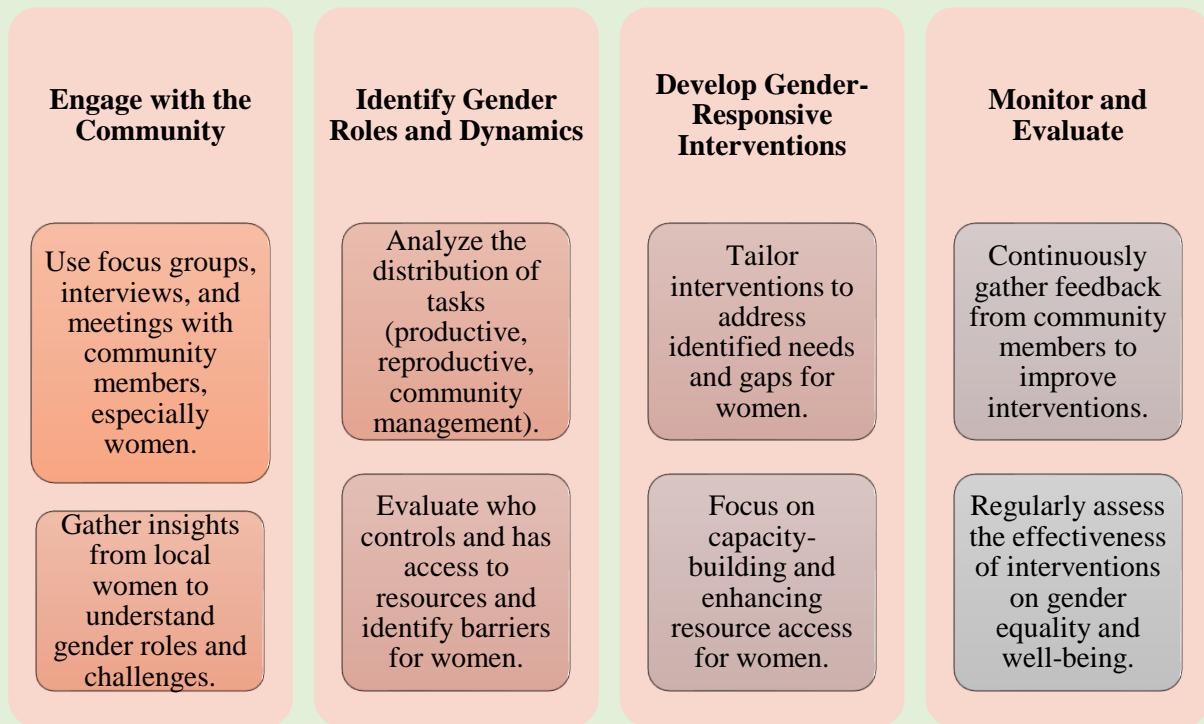 Engage with the
Community
Use focus groups,
interviews, and
meetings with
community
members,
especially
women.
Gather insights
from local
women to
understand
gender roles and
challenges.
Identify Gender
Roles and Dynamics
Analyze the
distribution of
tasks
(productive,
reproductive,
community
management).
Evaluate who
controls and has
access to
resources and
identify barriers
for women.
Develop Gender-
Responsive
Interventions
Tailor
interventions to
address
identified needs
and gaps for
women.
Focus on
capacity-
building and
enhancing
resource access
for women.
Monitor and
Evaluate
Continuously
gather feedback
from community
members to
improve
interventions.
Regularly assess
the effectiveness
of interventions
on gender
equality and
well-being.